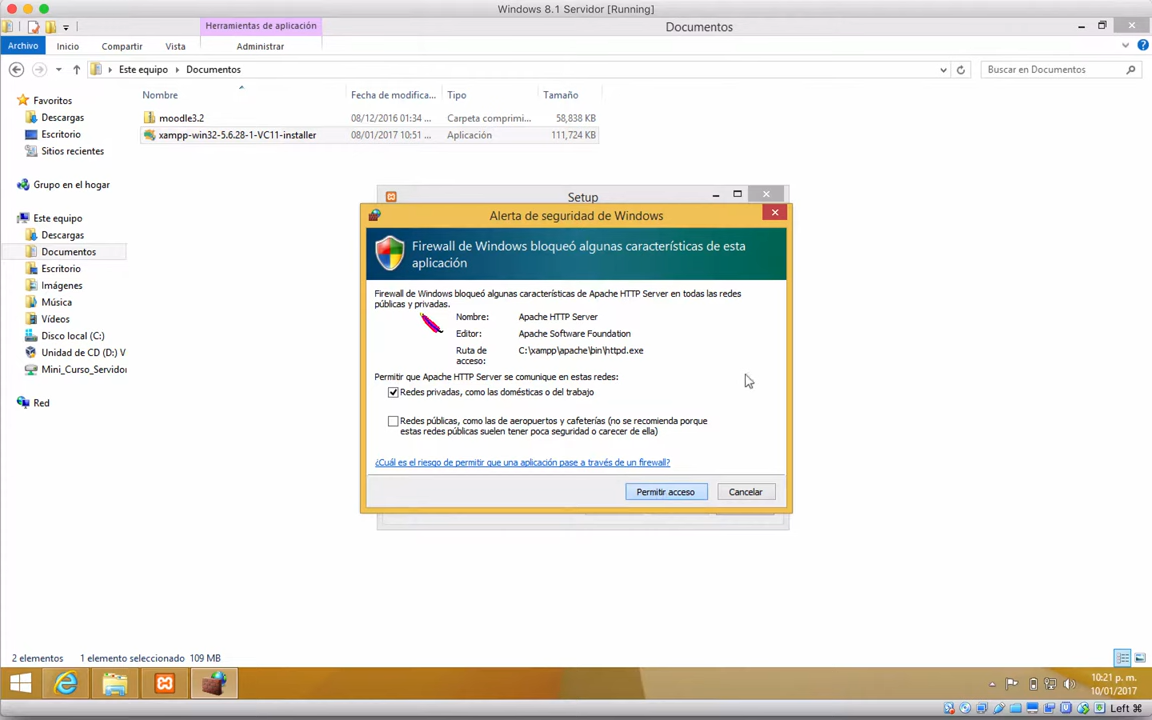 Windows 8.1 Servidor [Running]
Herramientas de aplicación
Documentos
Archivo
Inicio
Compartir
Vista
Administrar
Este equipo
Documentos
Buscar en Documentos
Nombre
Fecha de modifica...
Tipo
Tamaño
Favoritos
Descargas
Escritorio
Sitios recientes
Grupo en el hogar
Este equipo
Descargas
Documentos
Escritorio
Imágenes
Música
Vídeos
Disco local (C:)
Unidad de CD (D:) V
Mini_Curso_Servidor
Red
moodle3.2
08/12/2016 01:34 ...
Carpeta comprimi...
58,838 KB
xampp-win32-5.6.28-1-VC11-installer
08/01/2017 10:51 ...
Aplicación
111,724 KB
Setup
Alerta de seguridad de Windows
Firewall de Windows bloqueó algunas características de esta
aplicación
Firewall de Windows bloqueó algunas características de Apache HTTP Server en todas las redes
públicas y privadas.
Nombre:
Apache HTTP Server
Editor:
Apache Software Foundation
Ruta de
acceso:
C:\xampp\apache\bin\httpd.exe
Permitir que Apache HTTP Server se comunique en estas redes:
Redes privadas, como las domésticas o del trabajo
Redes públicas, como las de aeropuertos y cafeterías (no se recomienda porque
estas redes públicas suelen tener poca seguridad o carecer de ella)
¿Cuál es el riesgo de permitir que una aplicación pase a través de un firewall?
Permitir acceso
Cancelar
2 elementos
1 elemento seleccionado 109 MB
10:21 p. m.
10/01/2017
Left ⌘